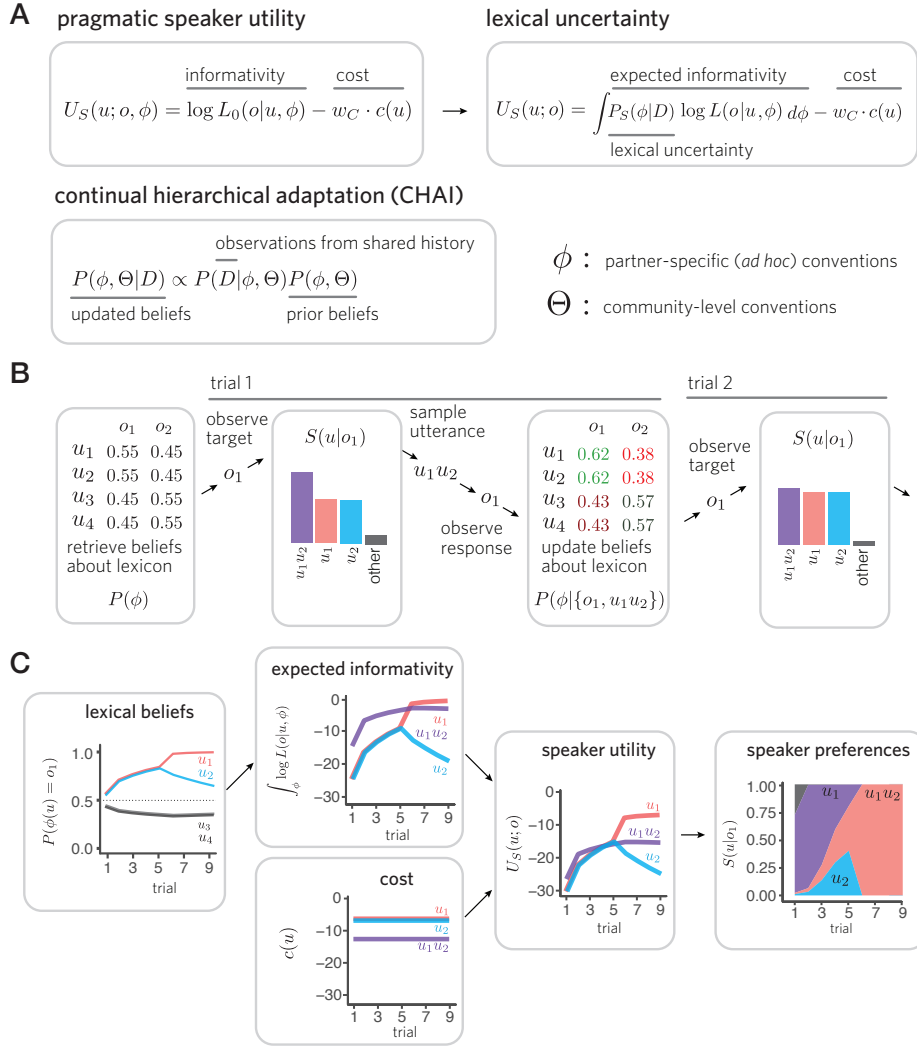 A
pragmatic speaker utility
informativity cost
U_S(u; o, ϕ) = log L_0(o|u, ϕ) − w_C · c(u)
lexical uncertainty
expected informativity cost
U_S(u; o) = ∫ P_S(ϕ|D) log L(o|u, ϕ) dϕ − w_C · c(u)
lexical uncertainty
continual hierarchical adaptation (CHAI)
observations from shared history
P(ϕ, Θ|D) ∝ P(D|ϕ, Θ)P(ϕ, Θ)
updated beliefs prior beliefs
ϕ : partner-specific (ad hoc) conventions
Θ : community-level conventions
B
trial 1
trial 2
o_1 o_2
u_1 0.55 0.45
u_2 0.55 0.45
u_3 0.45 0.55
u_4 0.45 0.55
retrieve beliefs
about lexicon
P(ϕ)
observe
target
o_1
S(u|o_1)
u_1u_2
u_1
u_2
other
sample
utterance
u_1u_2
o_1
observe
response
o_1 o_2
u_1 0.62 0.38
u_2 0.62 0.38
u_3 0.43 0.57
u_4 0.43 0.57
update beliefs
about lexicon
P(ϕ|{o_1, u_1u_2})
observe
target
o_1
S(u|o_1)
u_1u_2
u_1
u_2
other
C
lexical beliefs
P(ϕ(u) = o_1)
1.0
0.5
0.0
u_1
u_2
u_3
u_4
1 3 5 7 9
trial
expected informativity
∫_ϕ log L(o|u, ϕ)
0
−10
−20
−30
u_1
u_1u_2
u_2
1 3 5 7 9
trial
cost
c(u)
0
−10
−20
−30
u_1
u_2
u_1u_2
1 3 5 7 9
trial
speaker utility
U_S(u; o)
0
−10
−20
−30
u_1
u_1u_2
u_2
1 3 5 7 9
trial
speaker preferences
S(u|o_1)
1.00
0.75
0.50
0.25
0.00
u_1
u_1u_2
u_2
1 3 5 7 9
trial